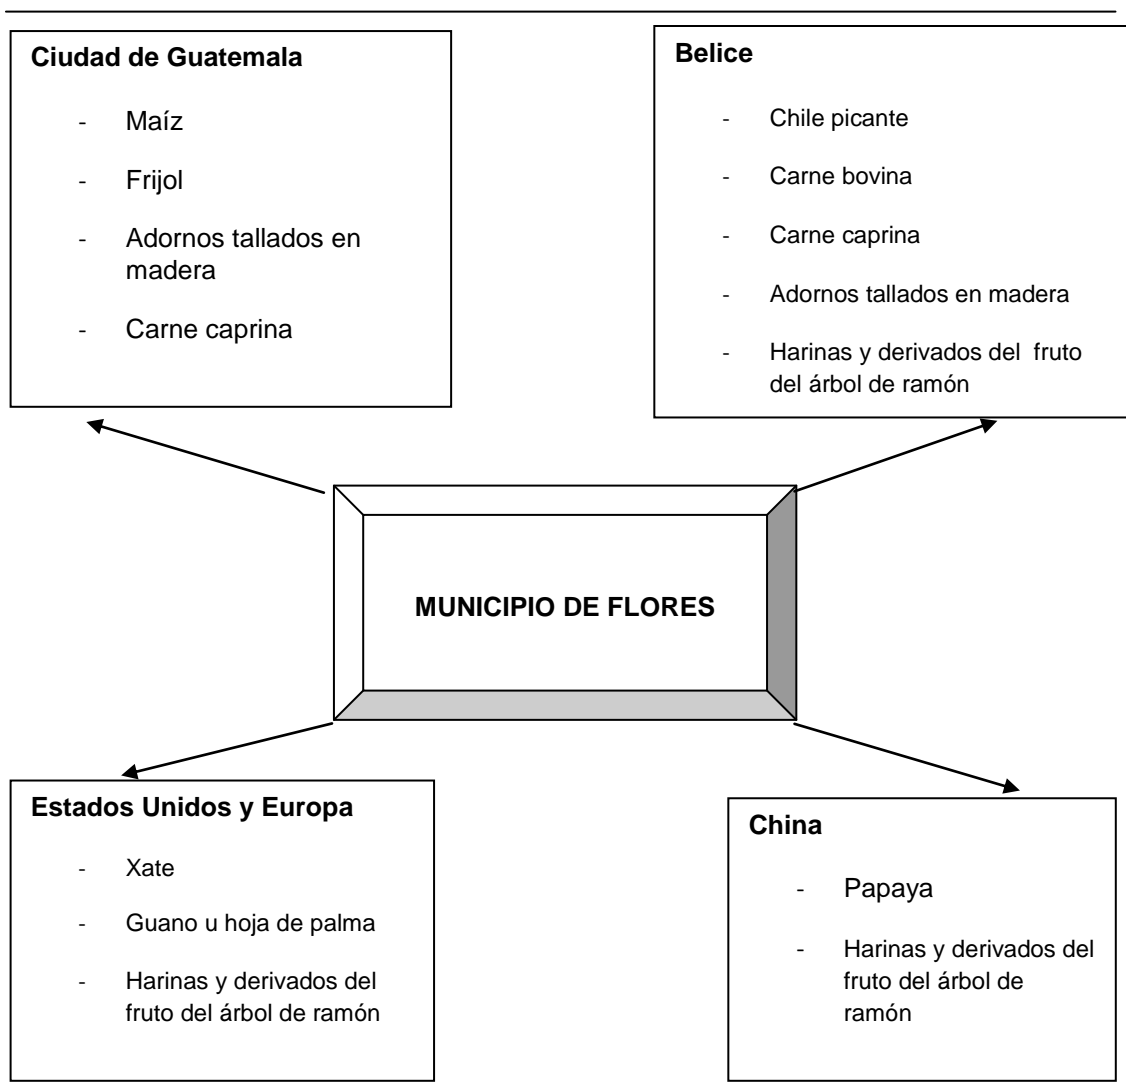 Ciudad de Guatemala
- Maíz
- Frijol
- Adornos tallados en
madera
- Carne caprina
Belice
- Chile picante
- Carne bovina
- Carne caprina
- Adornos tallados en madera
- Harinas y derivados del fruto
del árbol de ramón
MUNICIPIO DE FLORES
Estados Unidos y Europa
- Xate
- Guano u hoja de palma
- Harinas y derivados del
fruto del árbol de ramón
China
- Papaya
- Harinas y derivados del
fruto del árbol de
ramón